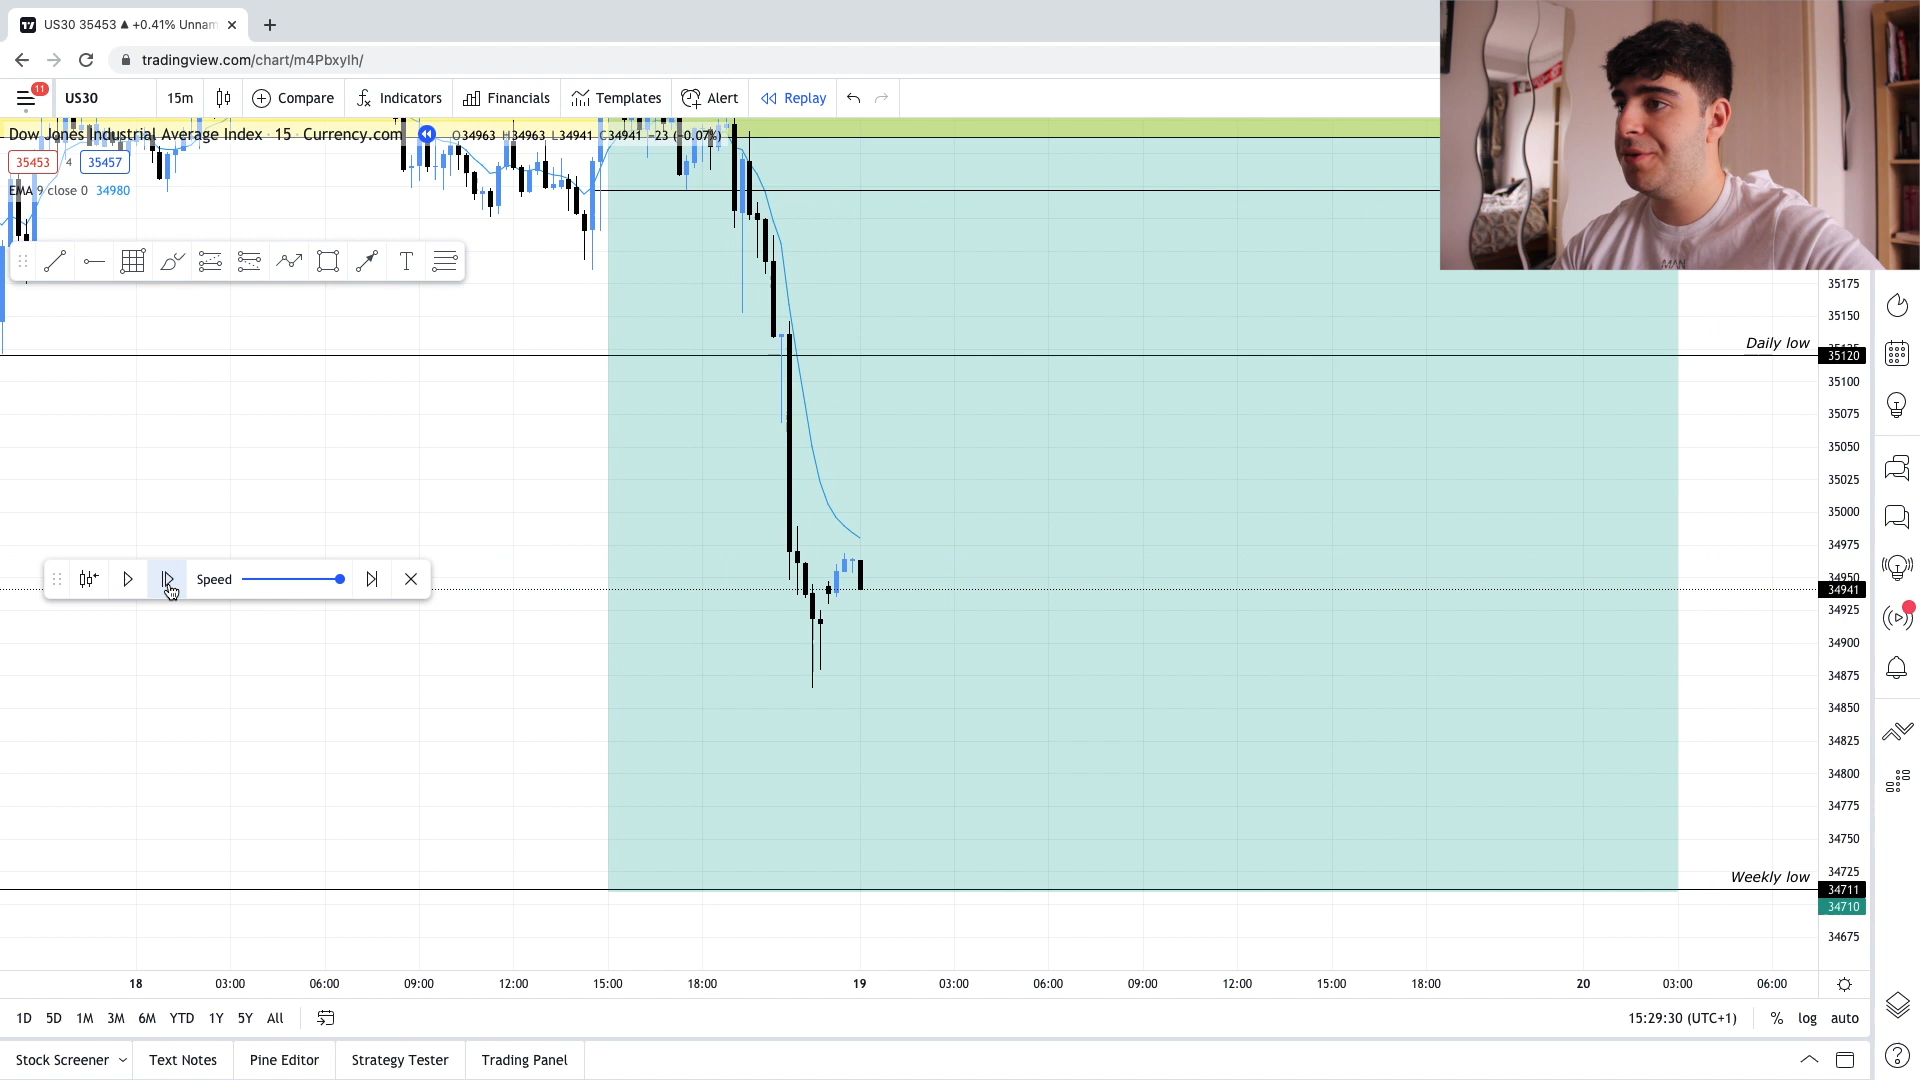 US30 35453 ▲ +0.41% Unnam
tradingview.com/chart/m4PbxyIh/
11
US30
15m
Compare
Indicators
Financials
Templates
Alert
Replay
Dow Jones Industrial Average Index · 15 · Currency.com
O34963 H34963 L34941 C34941 −23 (−0.07%)
35453
4
35457
EMA 9 close 0 34980
T
35175
35150
Daily low
35120
35100
35075
35050
35025
35000
34975
34950
Speed
34941
34925
34900
34875
34850
34825
34800
34775
34750
34725
Weekly low
34711
34710
34675
18
03:00
06:00
09:00
12:00
15:00
18:00
19
03:00
06:00
09:00
12:00
15:00
18:00
20
03:00
06:00
1D
5D
1M
3M
6M
YTD
1Y
5Y
All
15:29:30 (UTC+1)
%
log
auto
Stock Screener
Text Notes
Pine Editor
Strategy Tester
Trading Panel